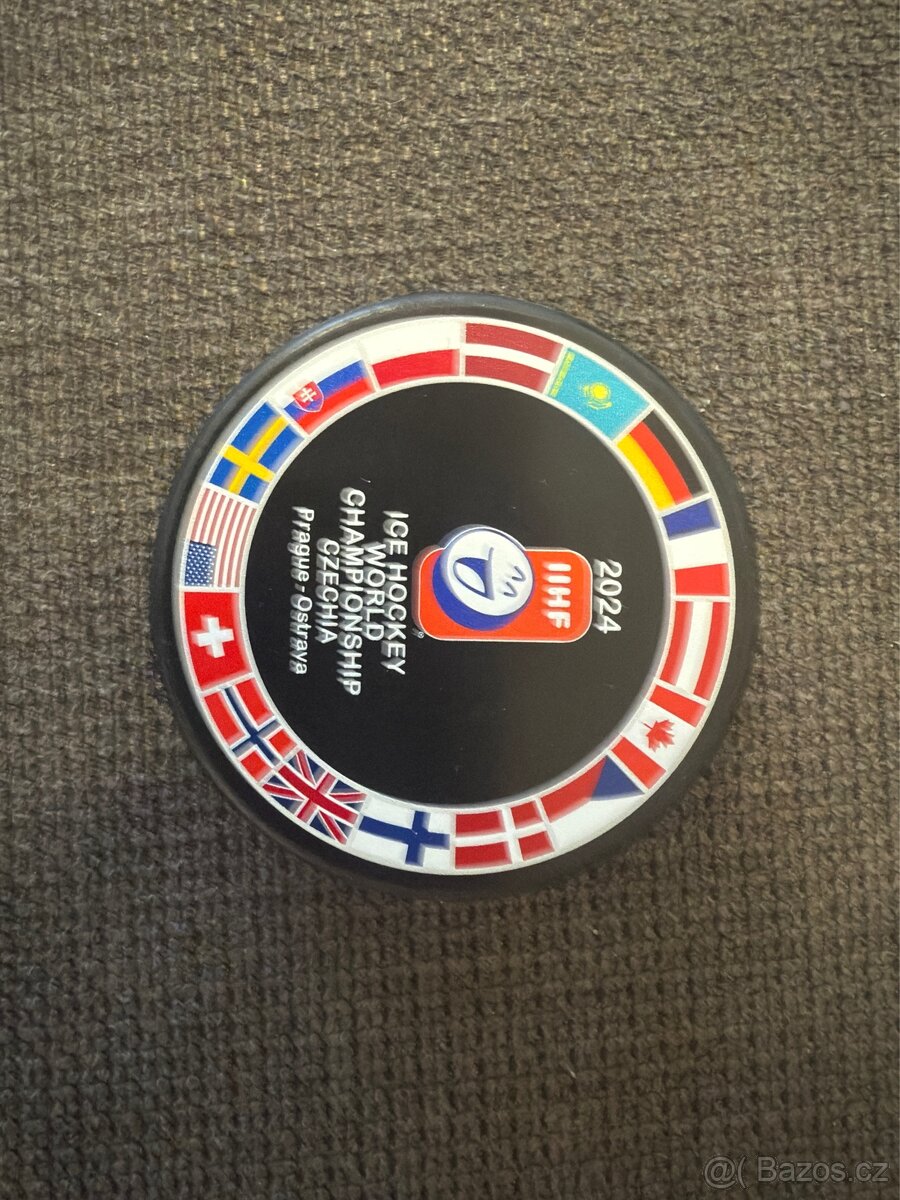 2024
IIHF
®
ICE HOCKEY
WORLD
CHAMPIONSHIP
CZECHIA
Prague - Ostrava
@( Bazos.cz